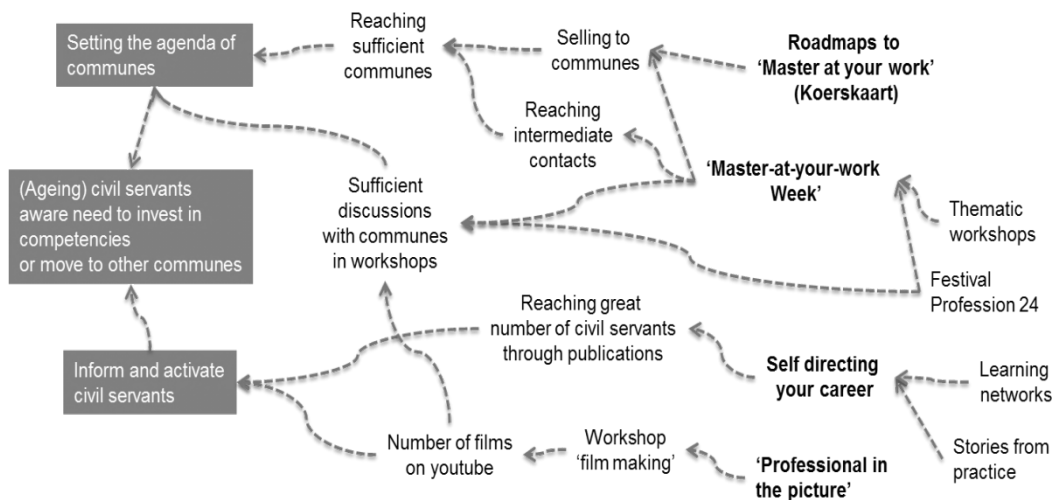 Setting the agenda of
communes
Reaching
sufficient
communes
Selling to
communes
Roadmaps to
‘Master at your work’
(Koerskaart)
Reaching
intermediate
contacts
(Ageing) civil servants
aware need to invest in
competencies
or move to other communes
Sufficient
discussions
with communes
in workshops
‘Master-at-your-work
Week’
Thematic
workshops
Festival
Profession 24
Reaching great
number of civil servants
through publications
Inform and activate
civil servants
Self directing
your career
Learning
networks
Number of films
on youtube
Workshop
‘film making’
‘Professional in
the picture’
Stories from
practice